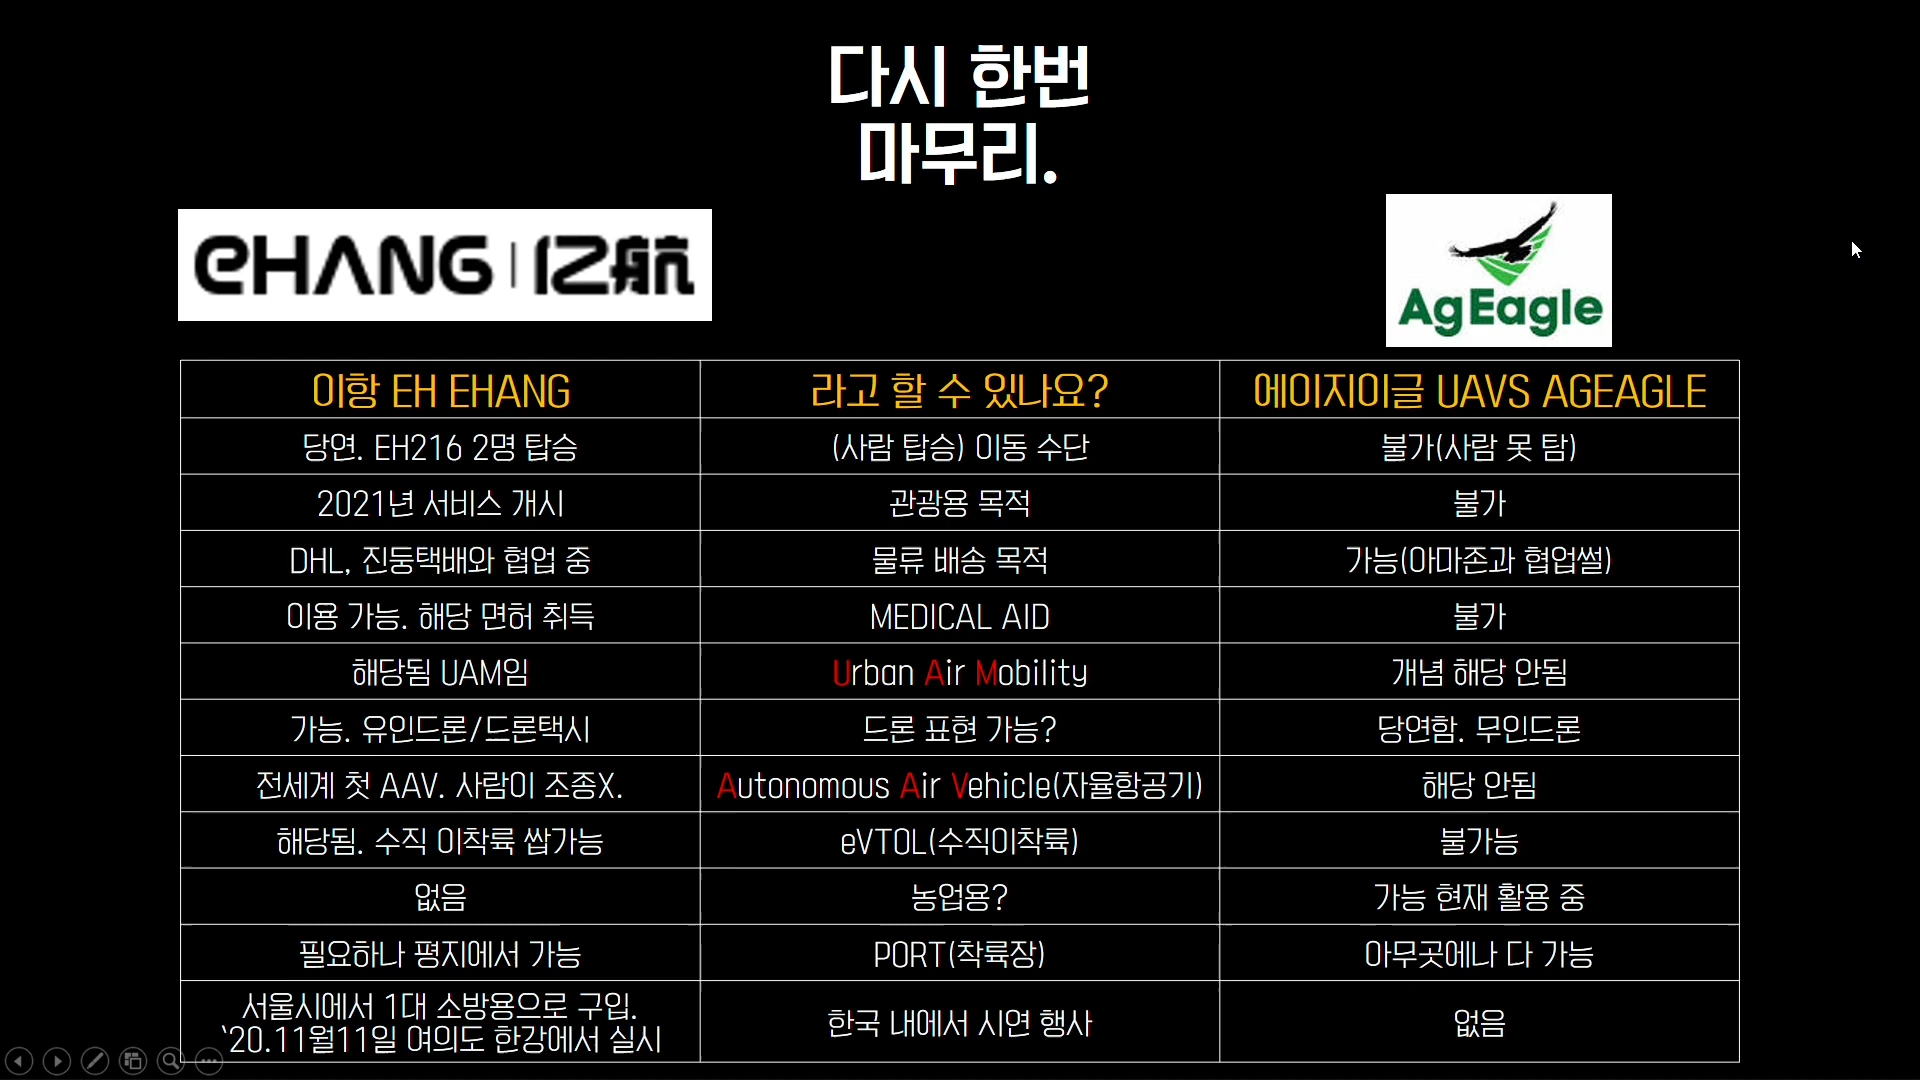 다시 한번
마무리.
eHANG | 亿航
AgEagle
이항 EH EHANG 라고 할 수 있나요? 에이지이글 UAVS AGEAGLE
당연. EH216 2명 탑승 (사람 탑승) 이동 수단 불가(사람 못 탐)
2021년 서비스 개시 관광용 목적 불가
DHL, 진둥택배와 협업 중 물류 배송 목적 가능(아마존과 협업썰)
이용 가능. 해당 면허 취득 MEDICAL AID 불가
해당됨 UAM임 Urban Air Mobility 개념 해당 안됨
가능. 유인드론/드론택시 드론 표현 가능? 당연함. 무인드론
전세계 첫 AAV. 사람이 조종X. Autonomous Air Vehicle(자율항공기) 해당 안됨
해당됨. 수직 이착륙 쌉가능 eVTOL(수직이착륙) 불가능
없음 농업용? 가능 현재 활용 중
필요하나 평지에서 가능 PORT(착륙장) 아무곳에나 다 가능
서울시에서 1대 소방용으로 구입.
‘20.11월11일 여의도 한강에서 실시 한국 내에서 시연 행사 없음